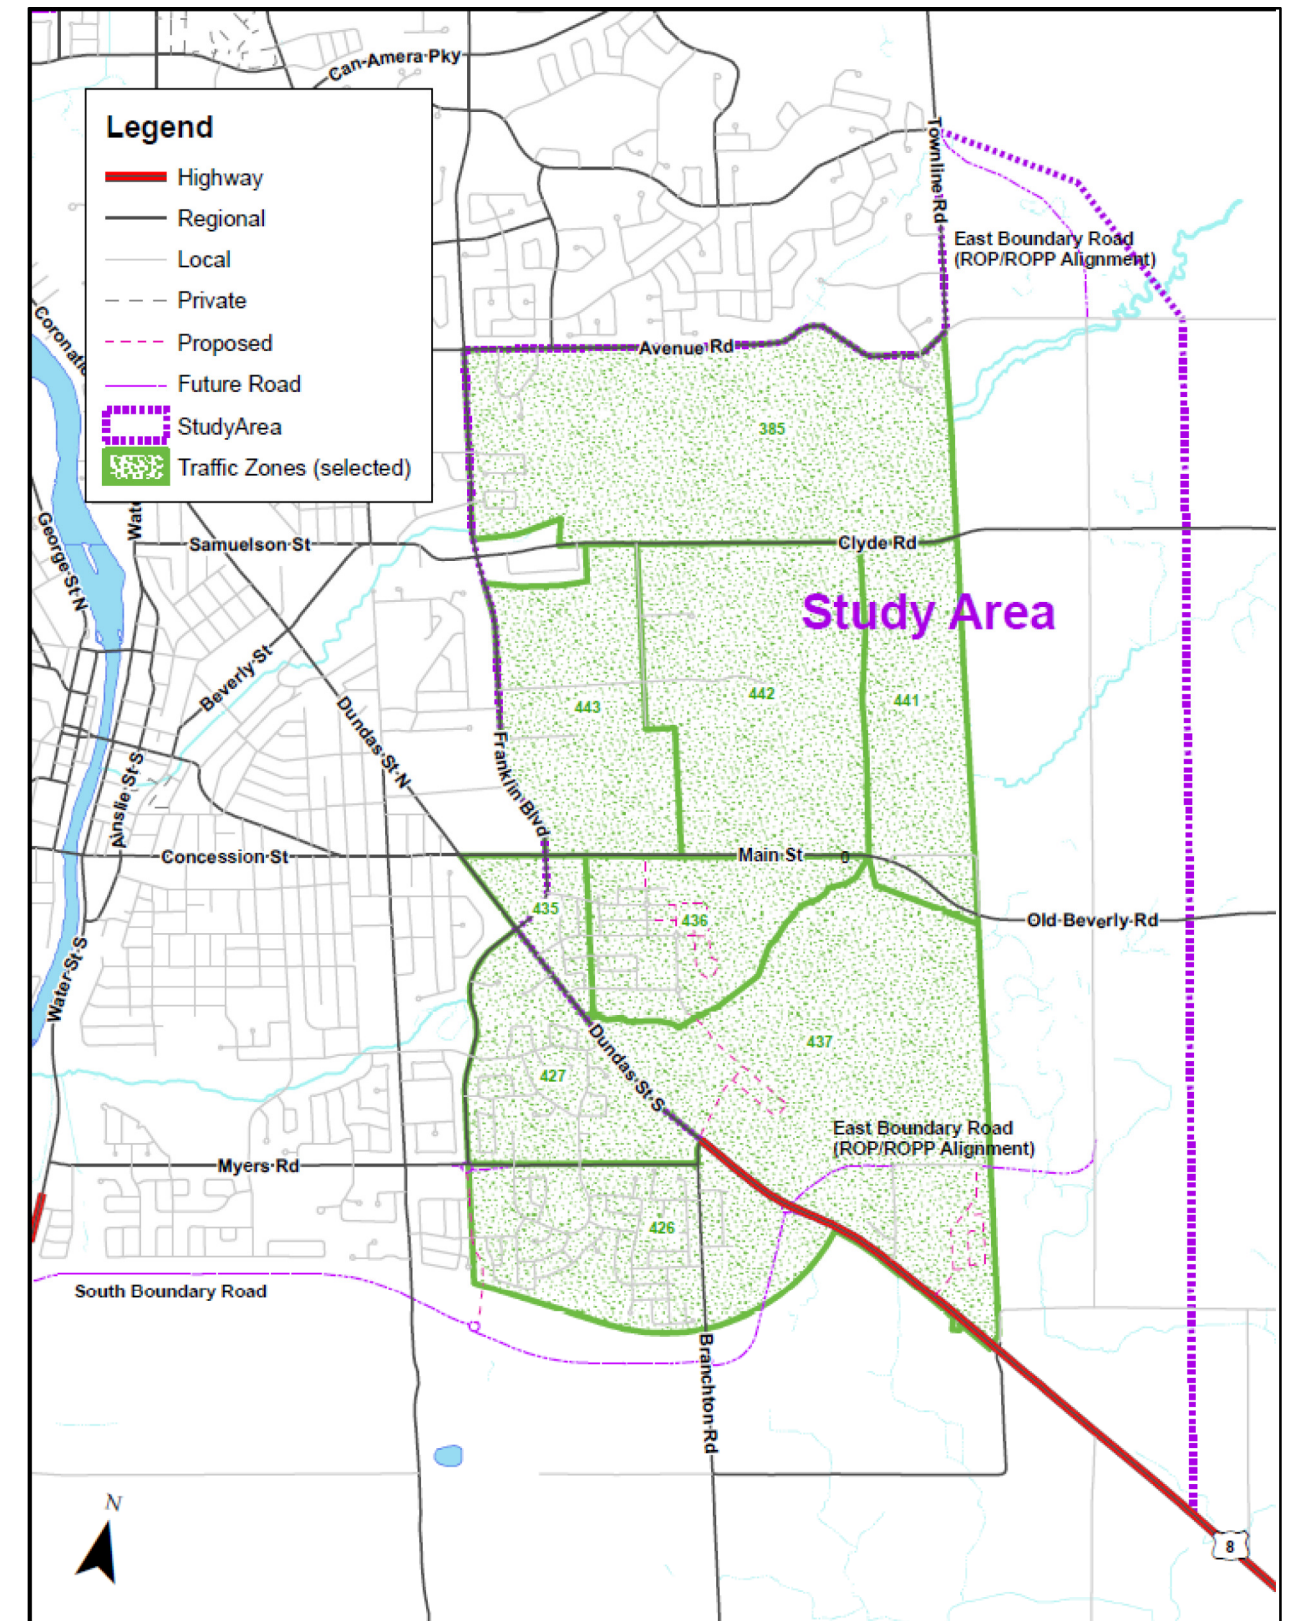 Can-Amera Pky
Legend
Highway
Regional
Local
Private
Proposed
Future Road
StudyArea
Traffic Zones (selected)
Townline Rd
East Boundary Road
(ROP/ROPP Alignment)
Avenue Rd
385
George St N
Samuelson St
Clyde Rd
Study Area
Beverly St
Dundas St N
443
442
441
Franklin Blvd
Ainslie St S
Concession St
Main St
0
435
436
Old Beverly Rd
Water St S
437
427
Dundas St S
East Boundary Road
(ROP/ROPP Alignment)
Myers Rd
426
South Boundary Road
Branchton Rd
N
8